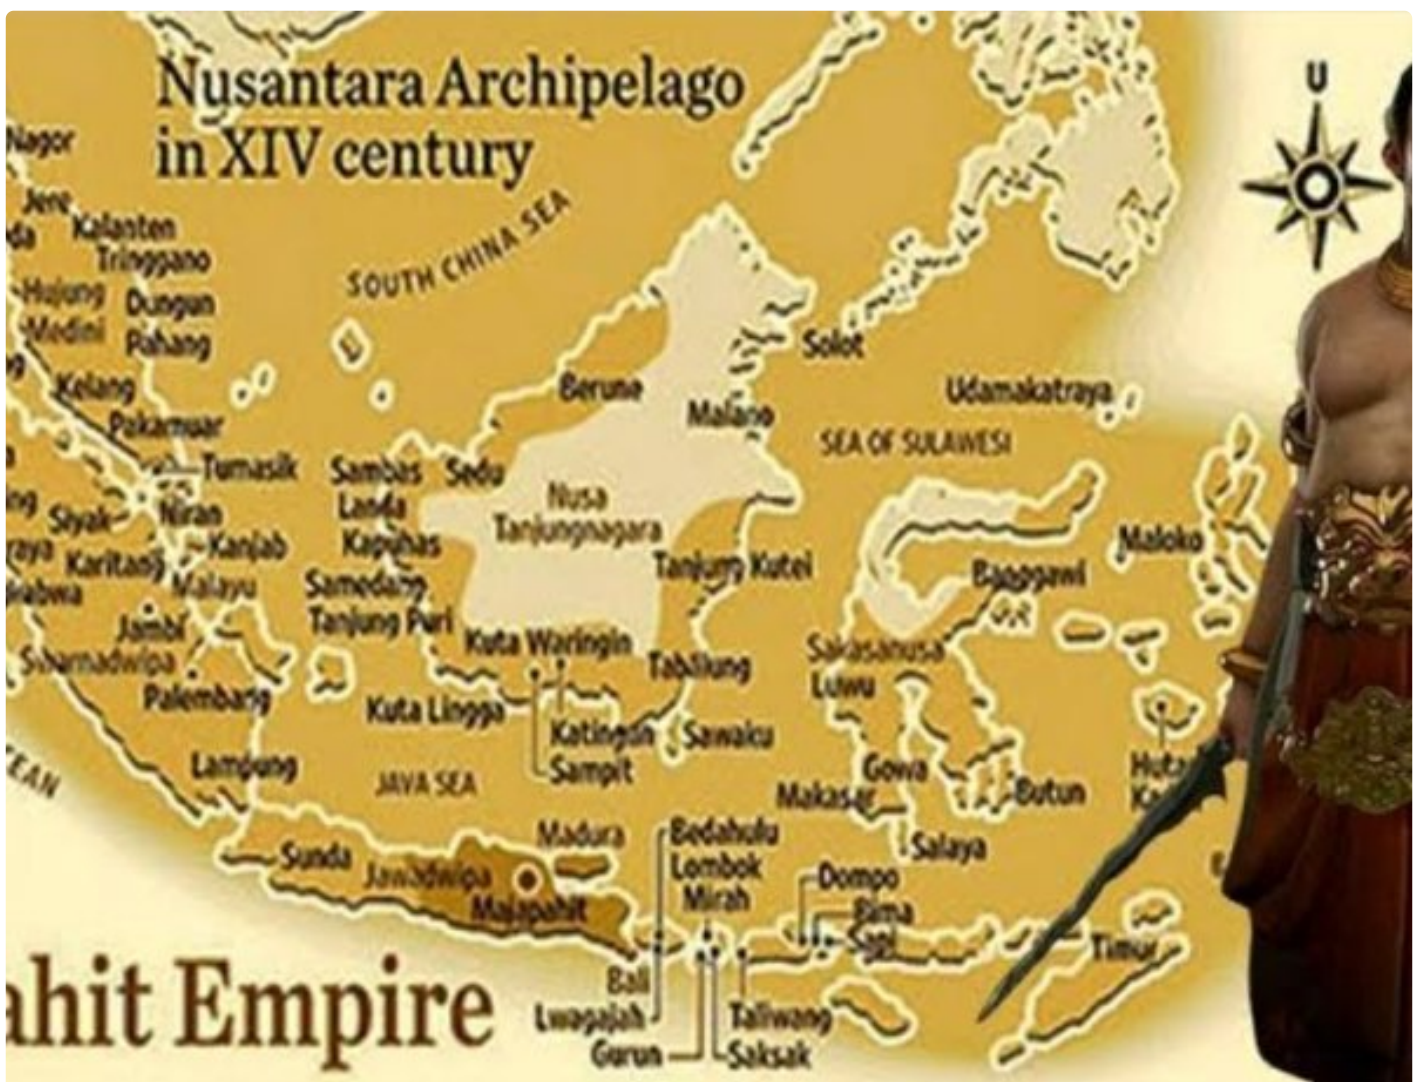 Nusantara Archipelago
in XIV century
U
Nagor
Jere
Kalanten
Tringgano
Hujung
Medini
Dungun
Pahang
Kelang
Pakamuar
Tumasik
Siyak
Niran
Kanjab
Karitang
Malayu
Jambi
Palembang
Lampung
SOUTH CHINA SEA
Berune
Malano
Solot
Udamakatraya
SEA OF SULAWESI
Sambas
Sedu
Landa
Kapuhas
Samedang
Tanjung Puri
Nusa
Tanjungnagara
Tanjung Kutei
Kuta Waringin
Tabalung
Kuta Lingga
Katingan
Sampit
Sawaku
JAVA SEA
Banggawi
Maloko
Sakasanusa
Luwu
Gowa
Makasar
Butun
Salaya
Sunda
Jawadwipa
Majapahit
Madura
Bedahulu
Lombok
Mirah
Dompo
Bima
Timur
Bali
Lwagajah
Gurun
Taliwang
Saksak
ahit Empire